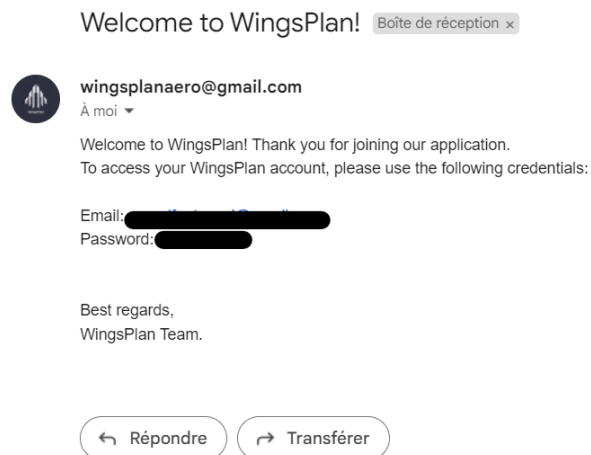 Welcome to WingsPlan! Boîte de réception ×
wingsplanaero@gmail.com
À moi
Welcome to WingsPlan! Thank you for joining our application.
To access your WingsPlan account, please use the following credentials:
Email:
Password:
Best regards,
WingsPlan Team.
Répondre
Transférer